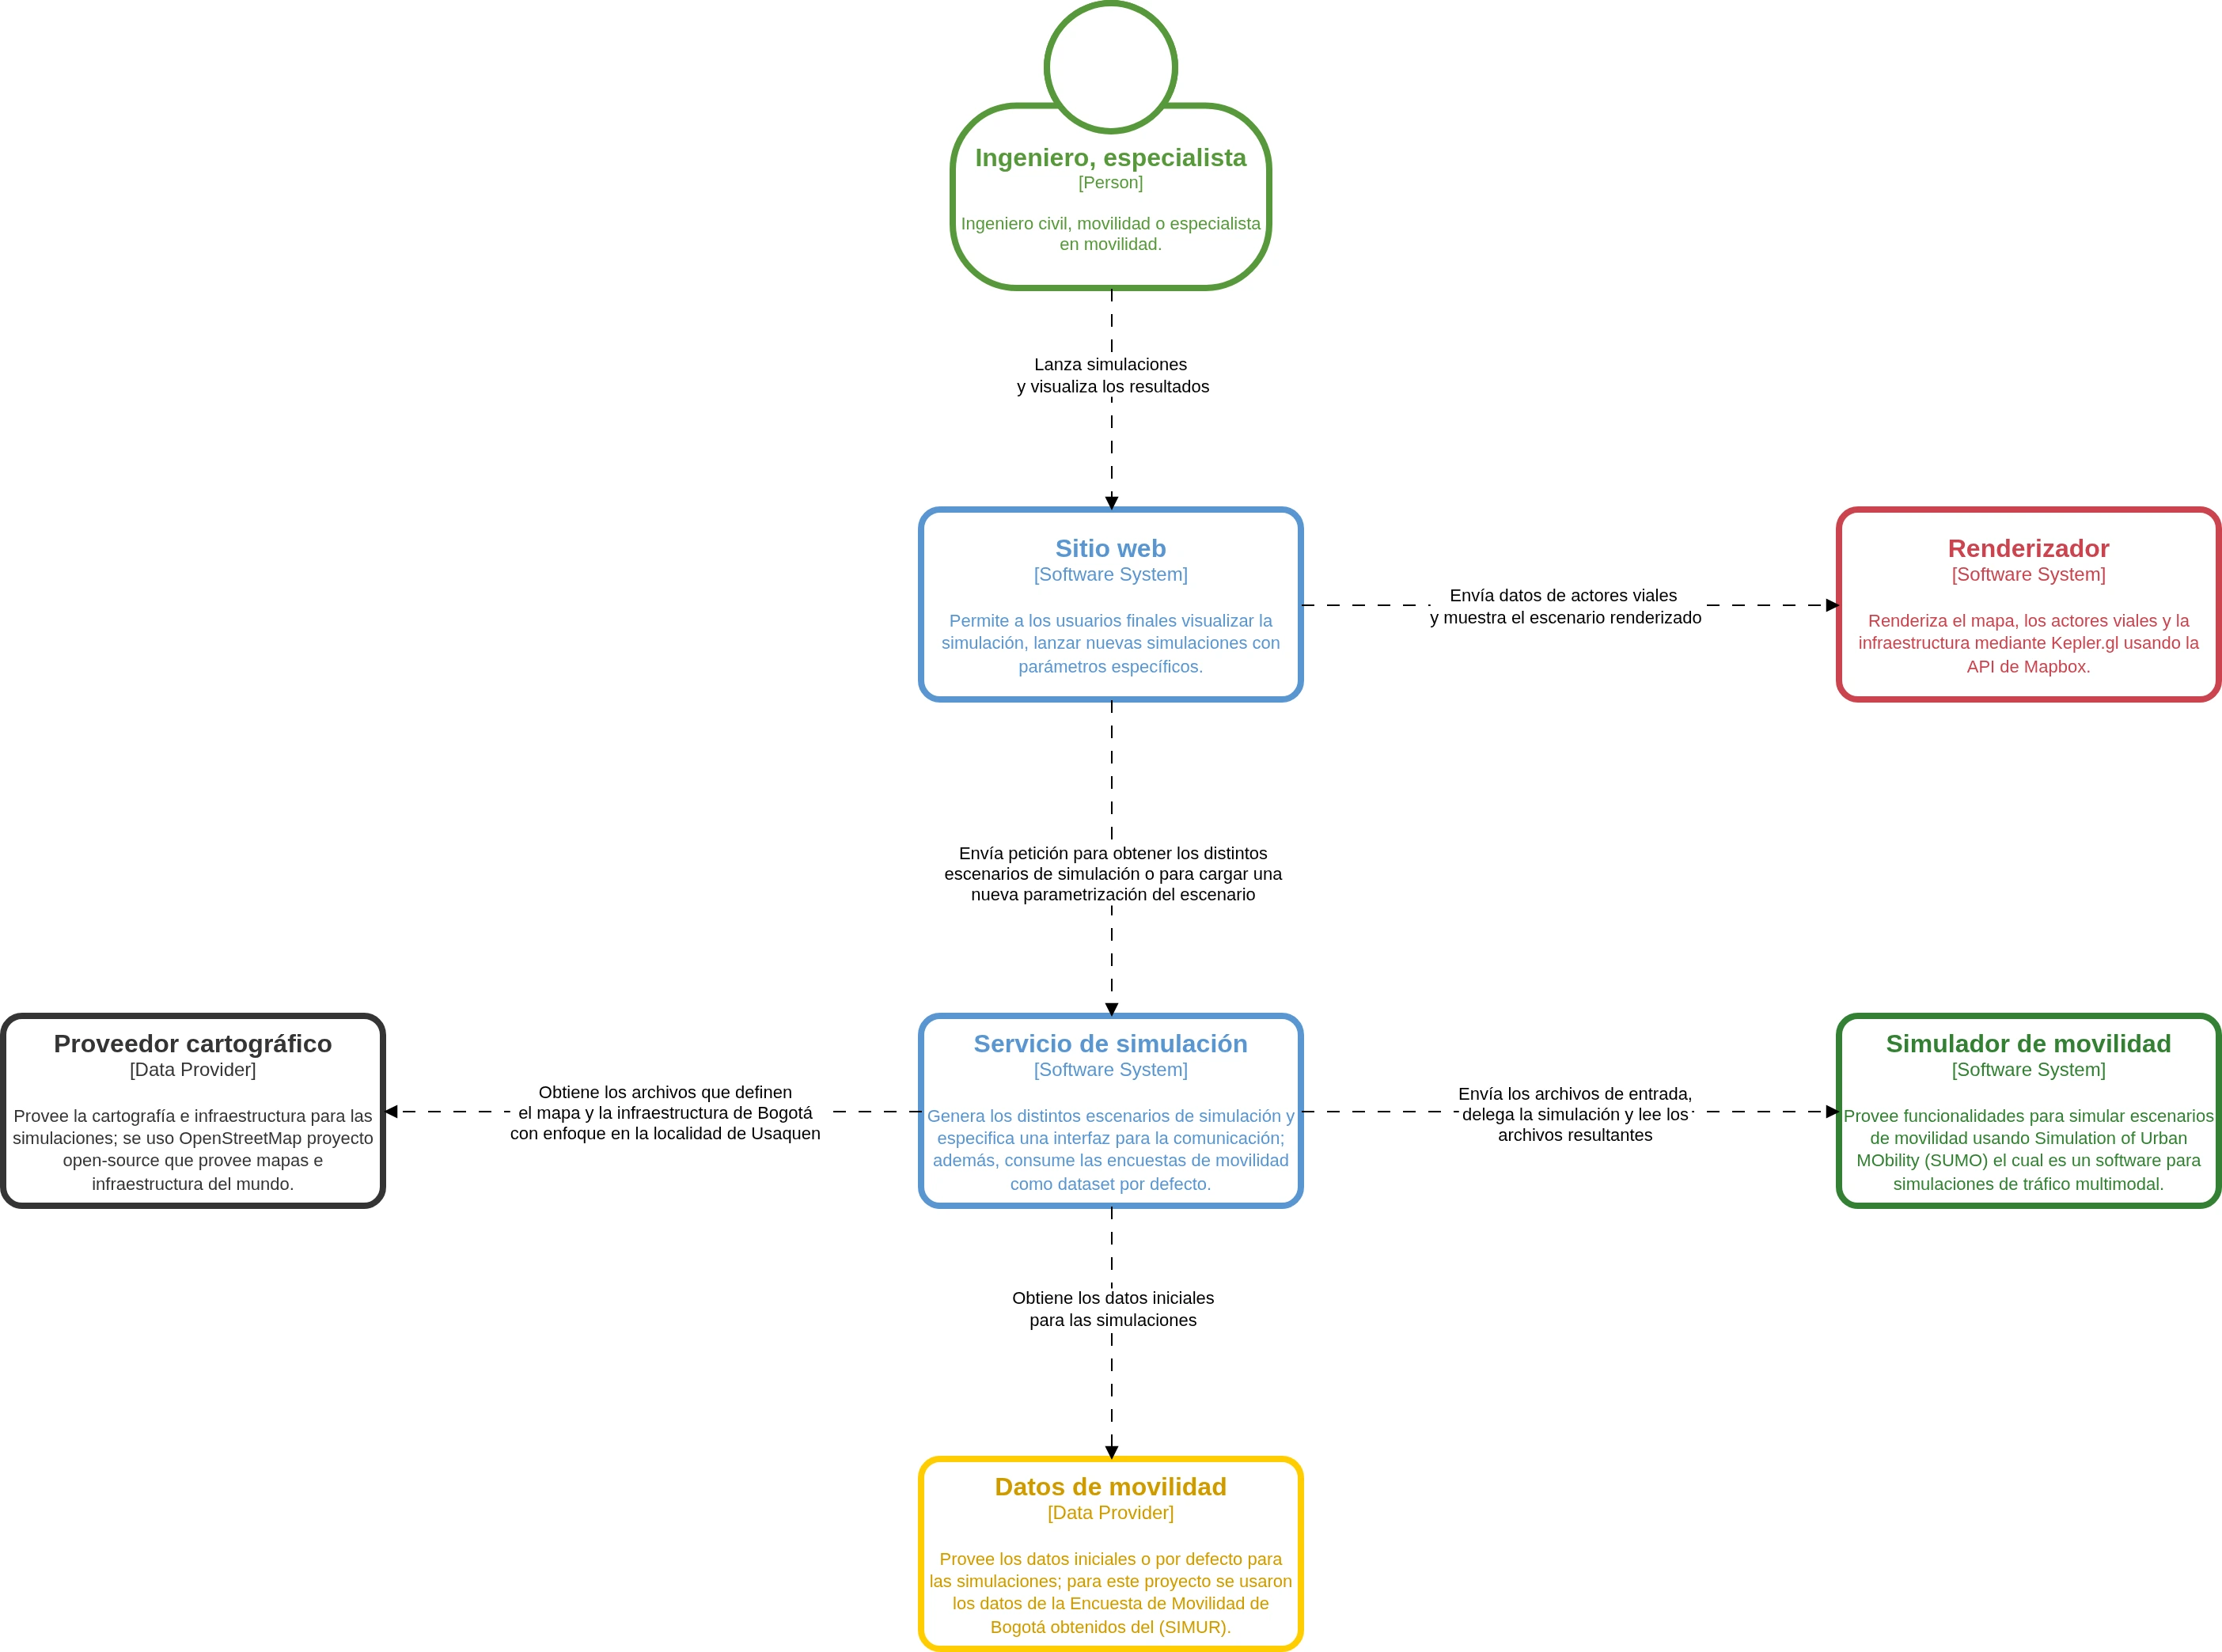 Ingeniero, especialista
[Person]
Ingeniero civil, movilidad o especialista
en movilidad.
Lanza simulaciones
y visualiza los resultados
Sitio web
[Software System]
Permite a los usuarios finales visualizar la
simulación, lanzar nuevas simulaciones con
parámetros específicos.
Envía datos de actores viales
y muestra el escenario renderizado
Renderizador
[Software System]
Renderiza el mapa, los actores viales y la
infraestructura mediante Kepler.gl usando la
API de Mapbox.
Envía petición para obtener los distintos
escenarios de simulación o para cargar una
nueva parametrización del escenario
Proveedor cartográfico
[Data Provider]
Provee la cartografía e infraestructura para las
simulaciones; se uso OpenStreetMap proyecto
open-source que provee mapas e
infraestructura del mundo.
Obtiene los archivos que definen
el mapa y la infraestructura de Bogotá
con enfoque en la localidad de Usaquen
Servicio de simulación
[Software System]
Genera los distintos escenarios de simulación y
especifica una interfaz para la comunicación;
además, consume las encuestas de movilidad
como dataset por defecto.
Envía los archivos de entrada,
delega la simulación y lee los
archivos resultantes
Simulador de movilidad
[Software System]
Provee funcionalidades para simular escenarios
de movilidad usando Simulation of Urban
MObility (SUMO) el cual es un software para
simulaciones de tráfico multimodal.
Obtiene los datos iniciales
para las simulaciones
Datos de movilidad
[Data Provider]
Provee los datos iniciales o por defecto para
las simulaciones; para este proyecto se usaron
los datos de la Encuesta de Movilidad de
Bogotá obtenidos del (SIMUR).